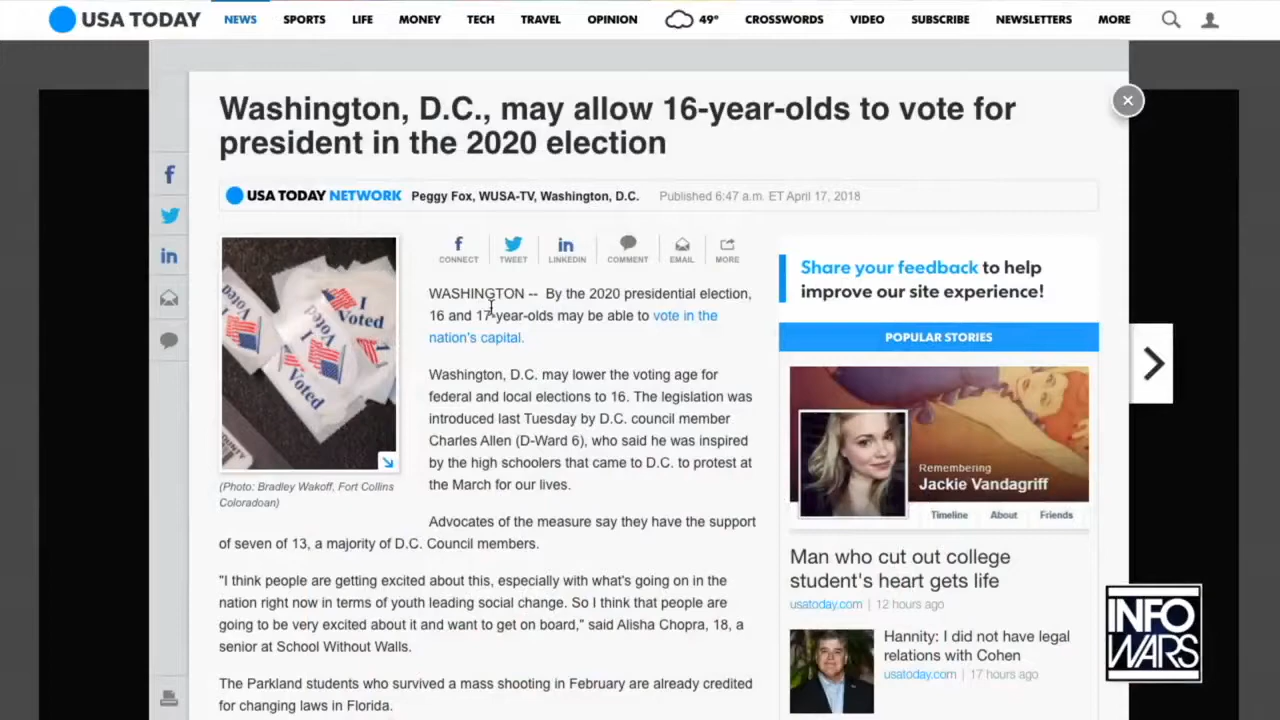 USA TODAY NEWS SPORTS LIFE MONEY TECH TRAVEL OPINION 49° CROSSWORDS VIDEO SUBSCRIBE NEWSLETTERS MORE
Washington, D.C., may allow 16-year-olds to vote for
president in the 2020 election
USA TODAY NETWORK Peggy Fox, WUSA-TV, Washington, D.C. Published 6:47 a.m. ET April 17, 2018
I Voted
I Voted
Voted
Voted
(Photo: Bradley Wakoff, Fort Collins
Coloradoan)
CONNECT TWEET LINKEDIN COMMENT EMAIL MORE
WASHINGTON -- By the 2020 presidential election,
16 and 17-year-olds may be able to vote in the
nation's capital.
Washington, D.C. may lower the voting age for
federal and local elections to 16. The legislation was
introduced last Tuesday by D.C. council member
Charles Allen (D-Ward 6), who said he was inspired
by the high schoolers that came to D.C. to protest at
the March for our lives.
Advocates of the measure say they have the support
of seven of 13, a majority of D.C. Council members.
"I think people are getting excited about this, especially with what's going on in the
nation right now in terms of youth leading social change. So I think that people are
going to be very excited about it and want to get on board," said Alisha Chopra, 18, a
senior at School Without Walls.
The Parkland students who survived a mass shooting in February are already credited
for changing laws in Florida.
Share your feedback to help
improve our site experience!
POPULAR STORIES
Remembering
Jackie Vandagriff
Timeline About Friends
Man who cut out college
student's heart gets life
usatoday.com | 12 hours ago
Hannity: I did not have legal
relations with Cohen
usatoday.com | 17 hours ago
INFO
WARS